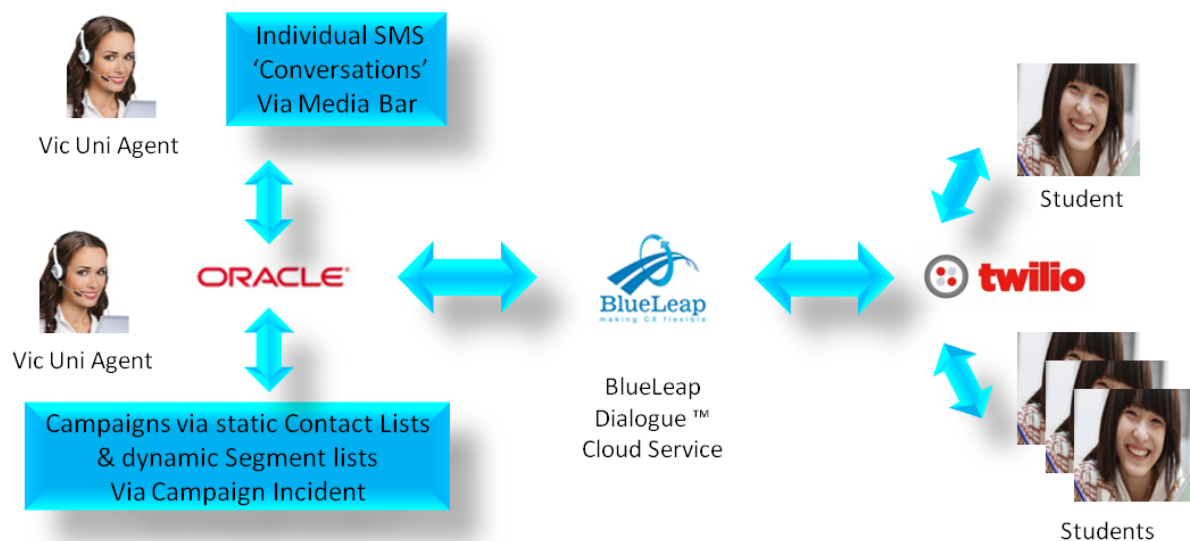 Individual SMS
‘Conversations’
Via Media Bar
Vic Uni Agent
Student
ORACLE®
BlueLeap
making CX flexible
twilio
Vic Uni Agent
BlueLeap
Dialogue ™
Cloud Service
Campaigns via static Contact Lists
& dynamic Segment lists
Via Campaign Incident
Students